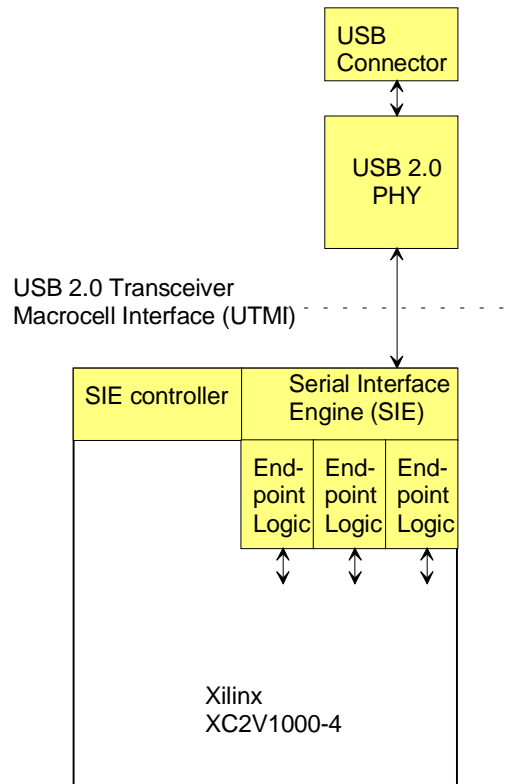 USB
Connector
USB 2.0
PHY
USB 2.0 Transceiver
Macrocell Interface (UTMI)
SIE controller
Serial Interface
Engine (SIE)
End-
point
Logic
End-
point
Logic
End-
point
Logic
Xilinx
XC2V1000-4